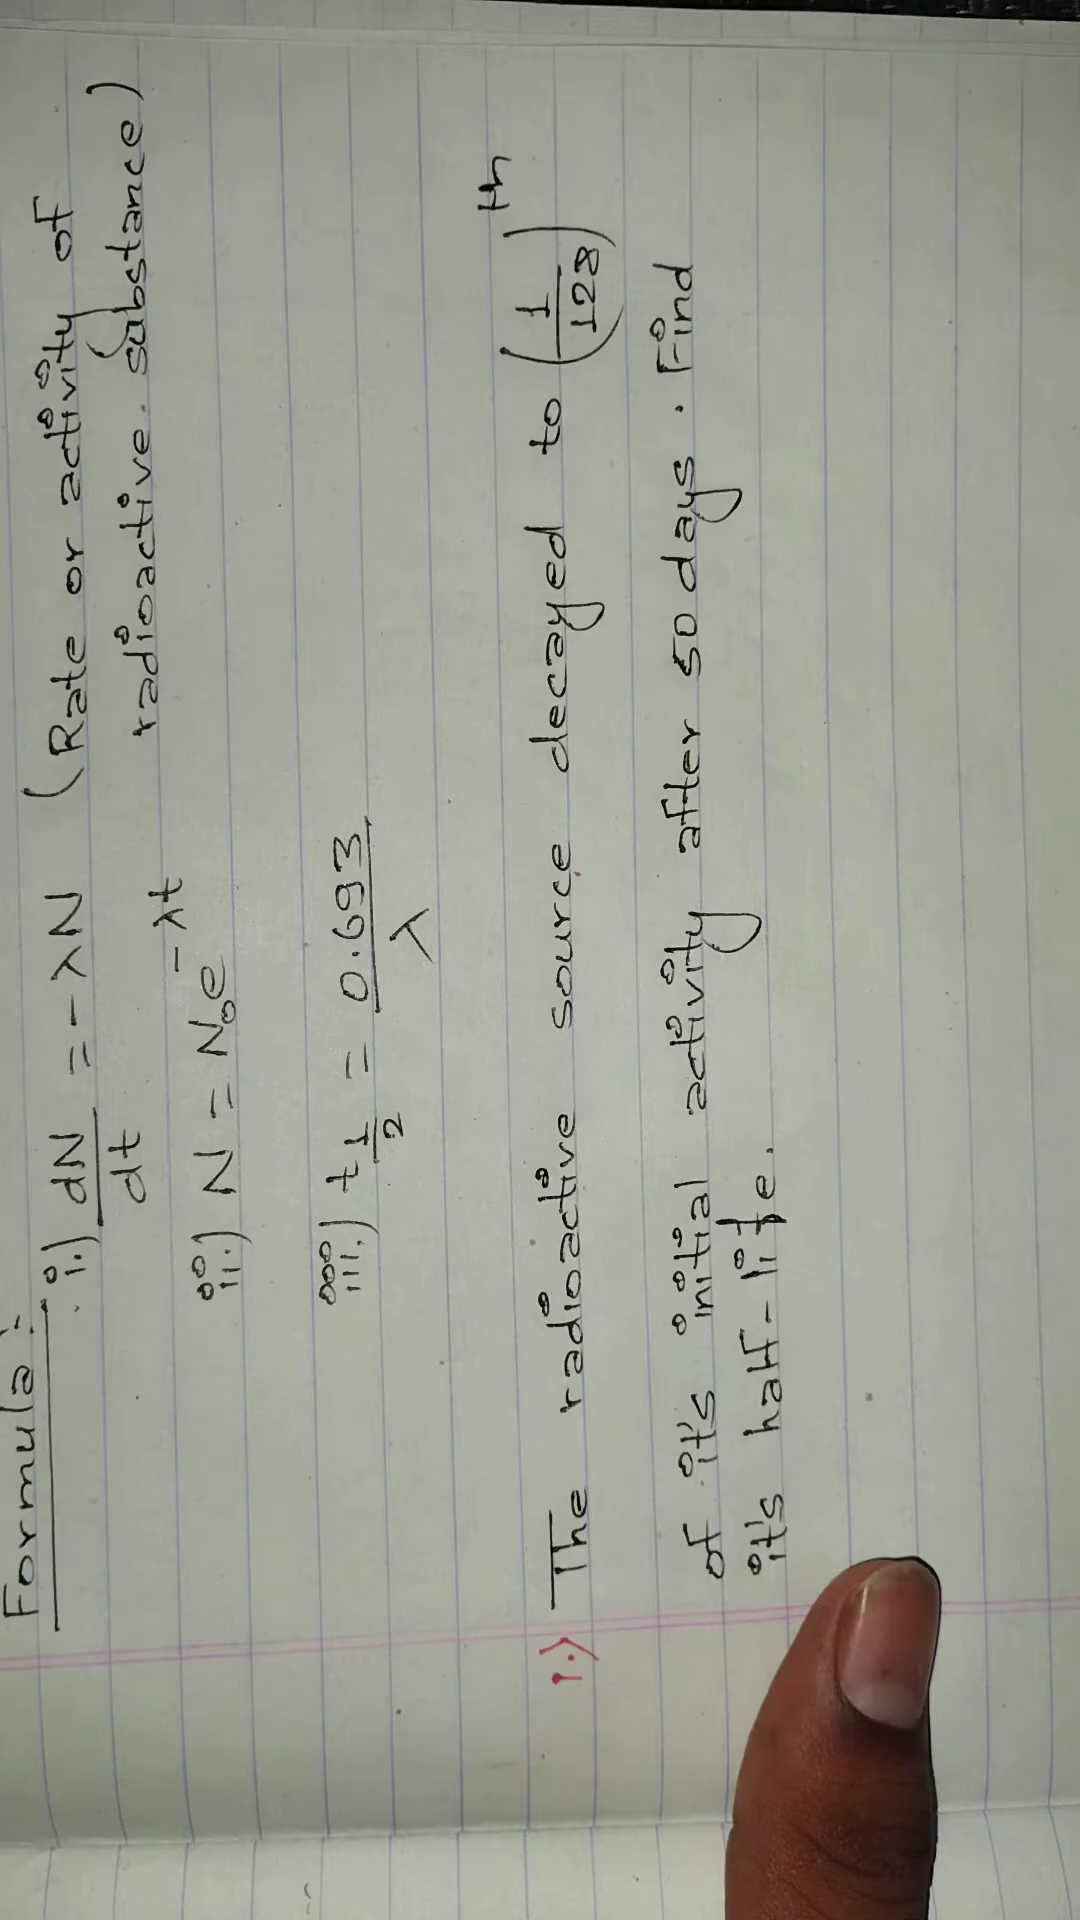 Formula :-
i.) dN/dt = -λN (Rate or activity of
radioactive substance)
ii.) N = N₀e^-λt
iii.) t 1/2 = 0.693/λ
1.) The radioactive source decayed to (1/128)th
of it's initial activity after 50 days. Find
it's half-life.